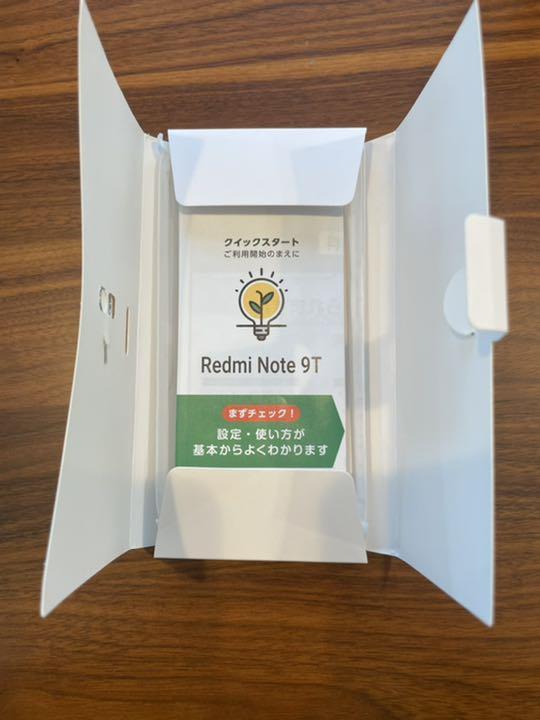 クイックスタート
ご利用開始のまえに
Redmi Note 9T
まずチェック!
設定・使い方が
基本からよくわかります